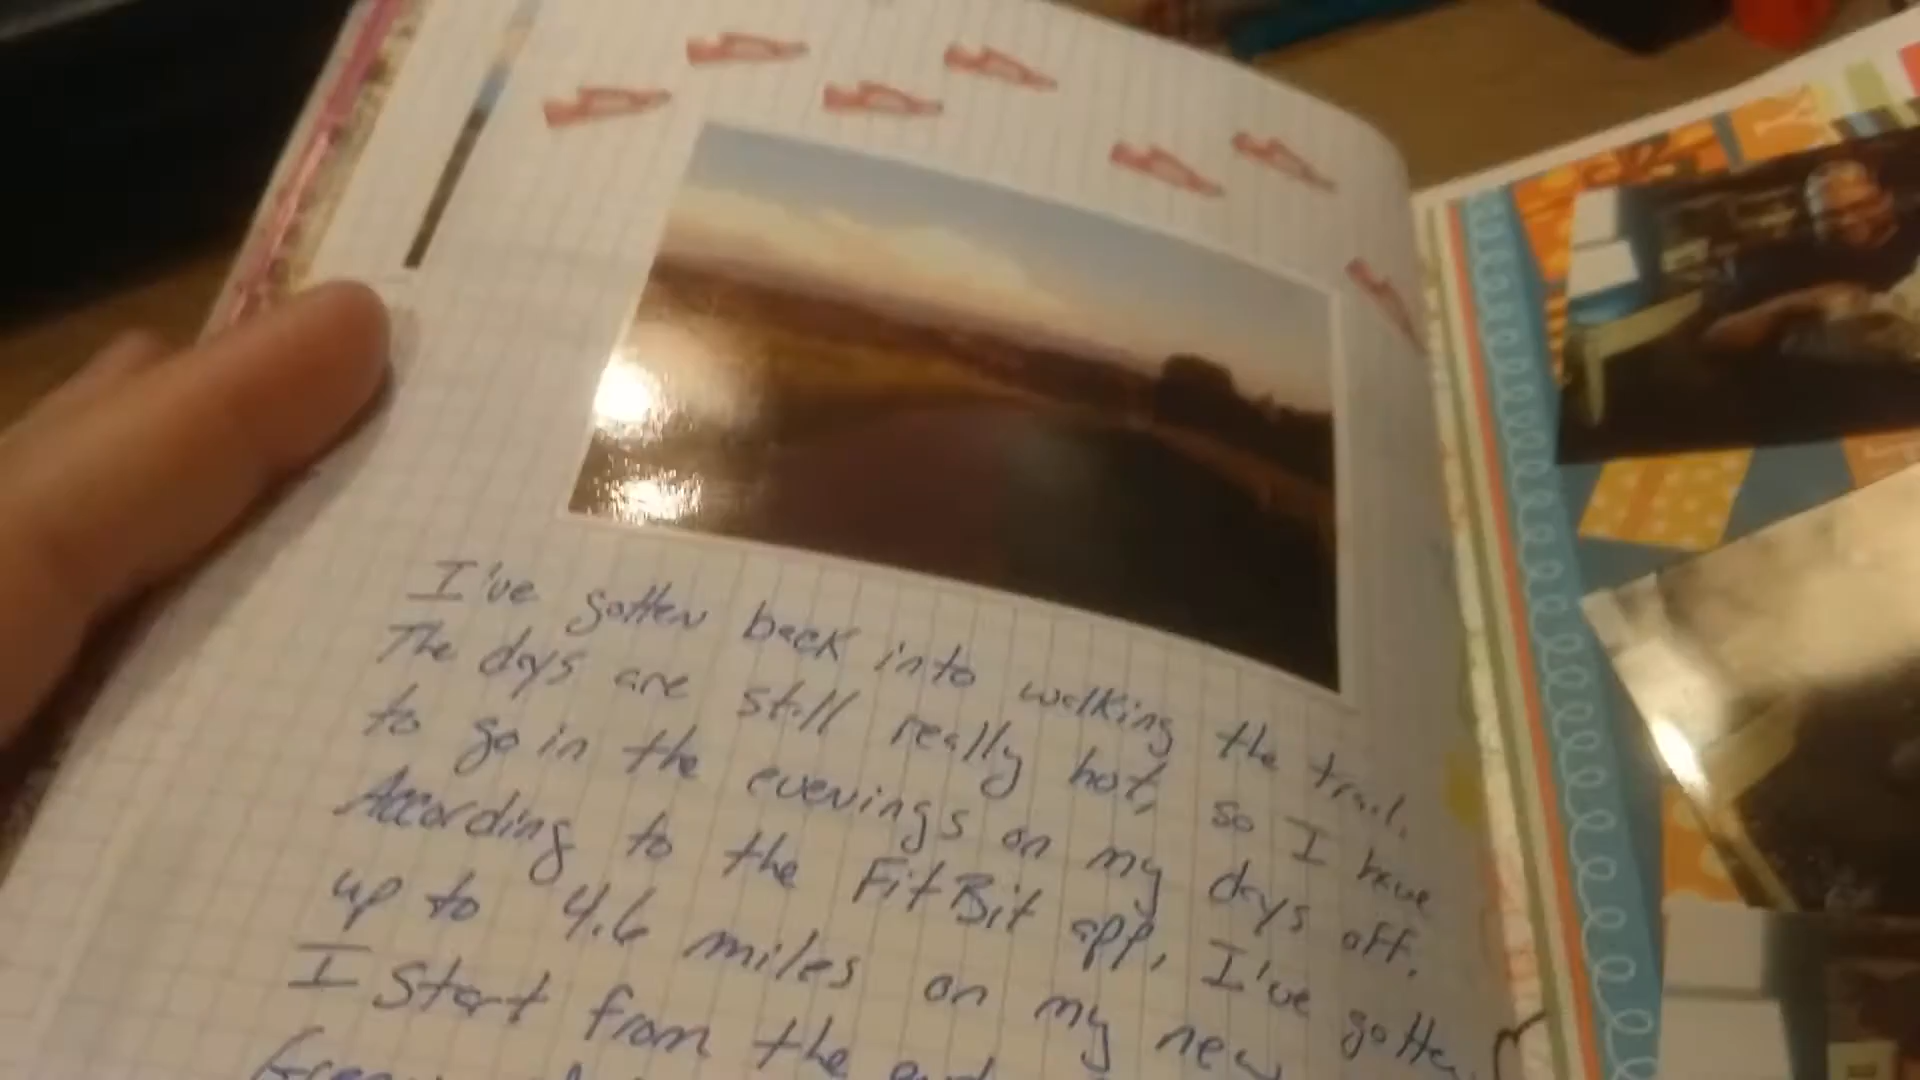 I've gotten back into walking the trail.
The days are still really hot, so I have
to go in the evenings on my days off.
According to the FitBit app, I've gotten
up to 4.6 miles on my new
I start from the